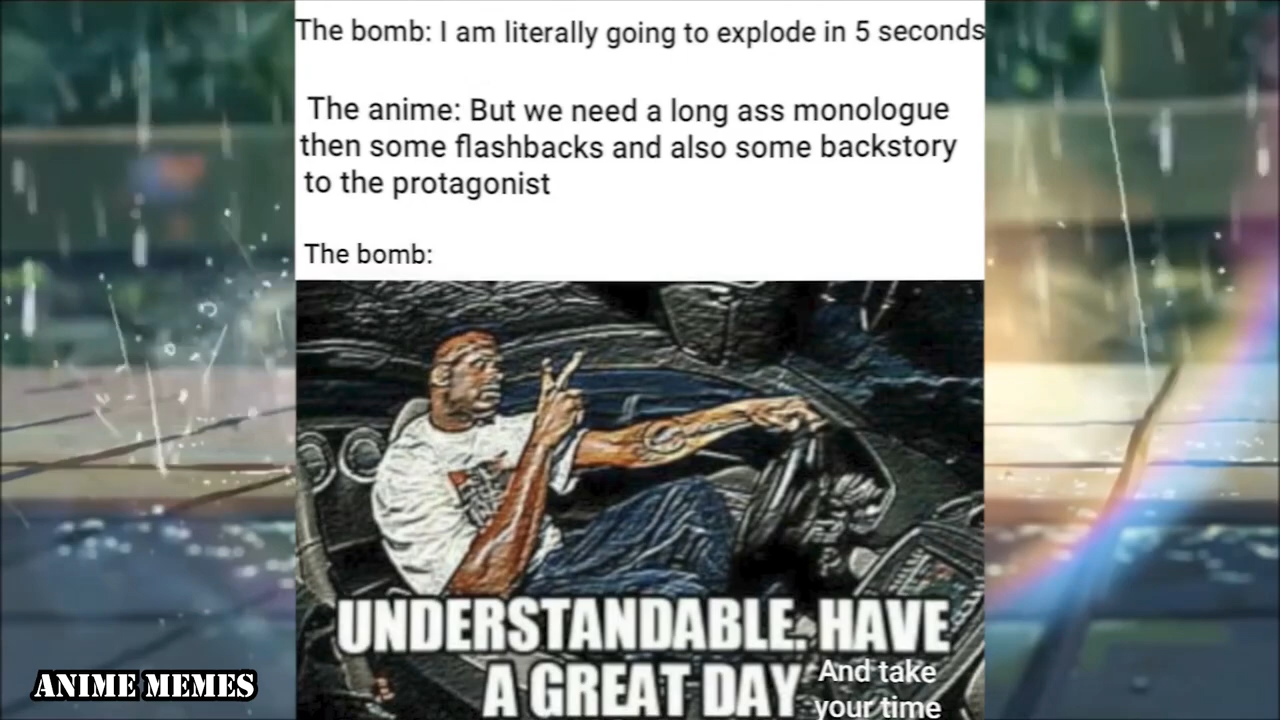 The bomb: I am literally going to explode in 5 seconds
The anime: But we need a long ass monologue
then some flashbacks and also some backstory
to the protagonist
The bomb:
UNDERSTANDABLE. HAVE
A GREAT DAY
And take
your time
ANIME MEMES